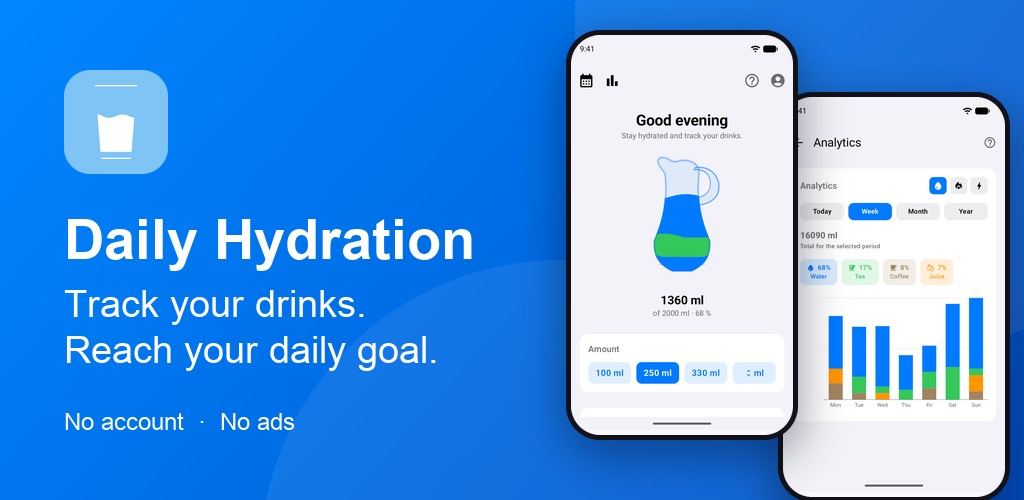 Daily Hydration
Track your drinks.
Reach your daily goal.
No account · No ads
9:41
Good evening
Stay hydrated and track your drinks.
1360 ml
of 2000 ml · 68 %
Amount
100 ml 250 ml 330 ml ml
41
Analytics
Analytics
Today Week Month Year
16090 ml
Total for the selected period
68% 17% 8% 7%
Water Tea Coffee Juice
Mon Tue Wed Thu Fri Sat Sun